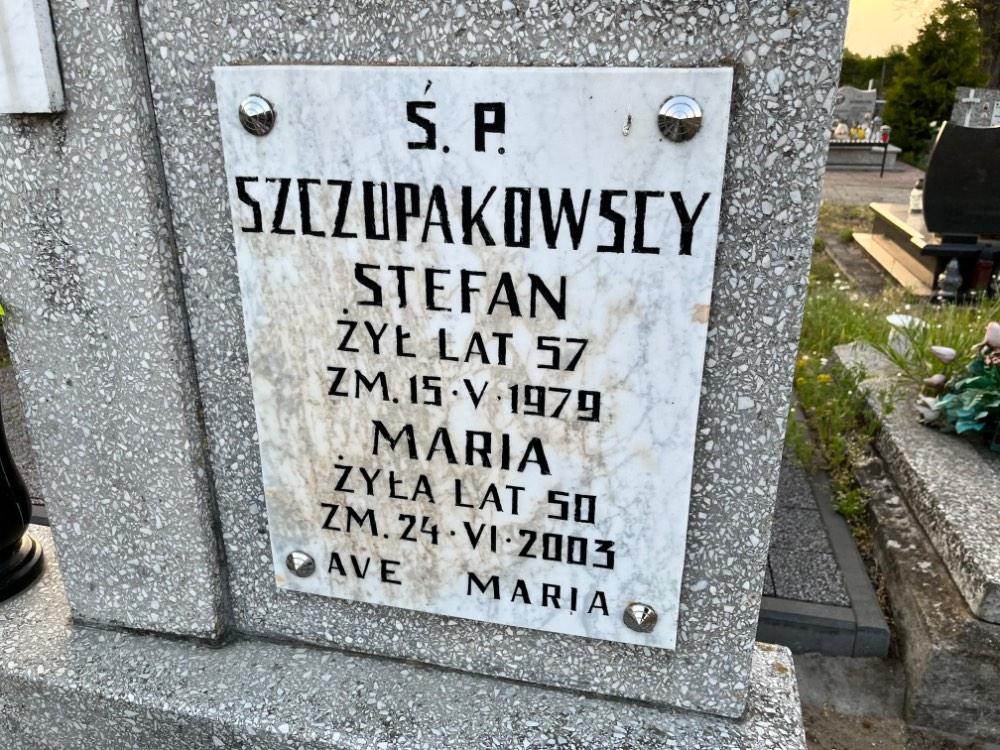 Ś. P.
SZCZUPAKOWSCY
STEFAN
ŻYŁ LAT 57
ZM. 15·V·1979
MARIA
ŻYŁA LAT 50
ZM. 24·VI·2003
AVE MARIA